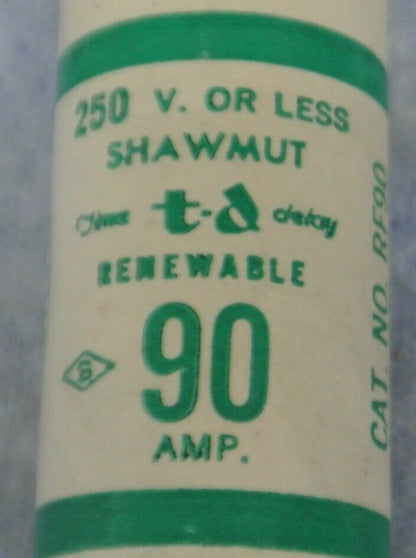 250 V. OR LESS
SHAWMUT
Time t-d delay
RENEWABLE
90
AMP.
CAT. NO. RF90